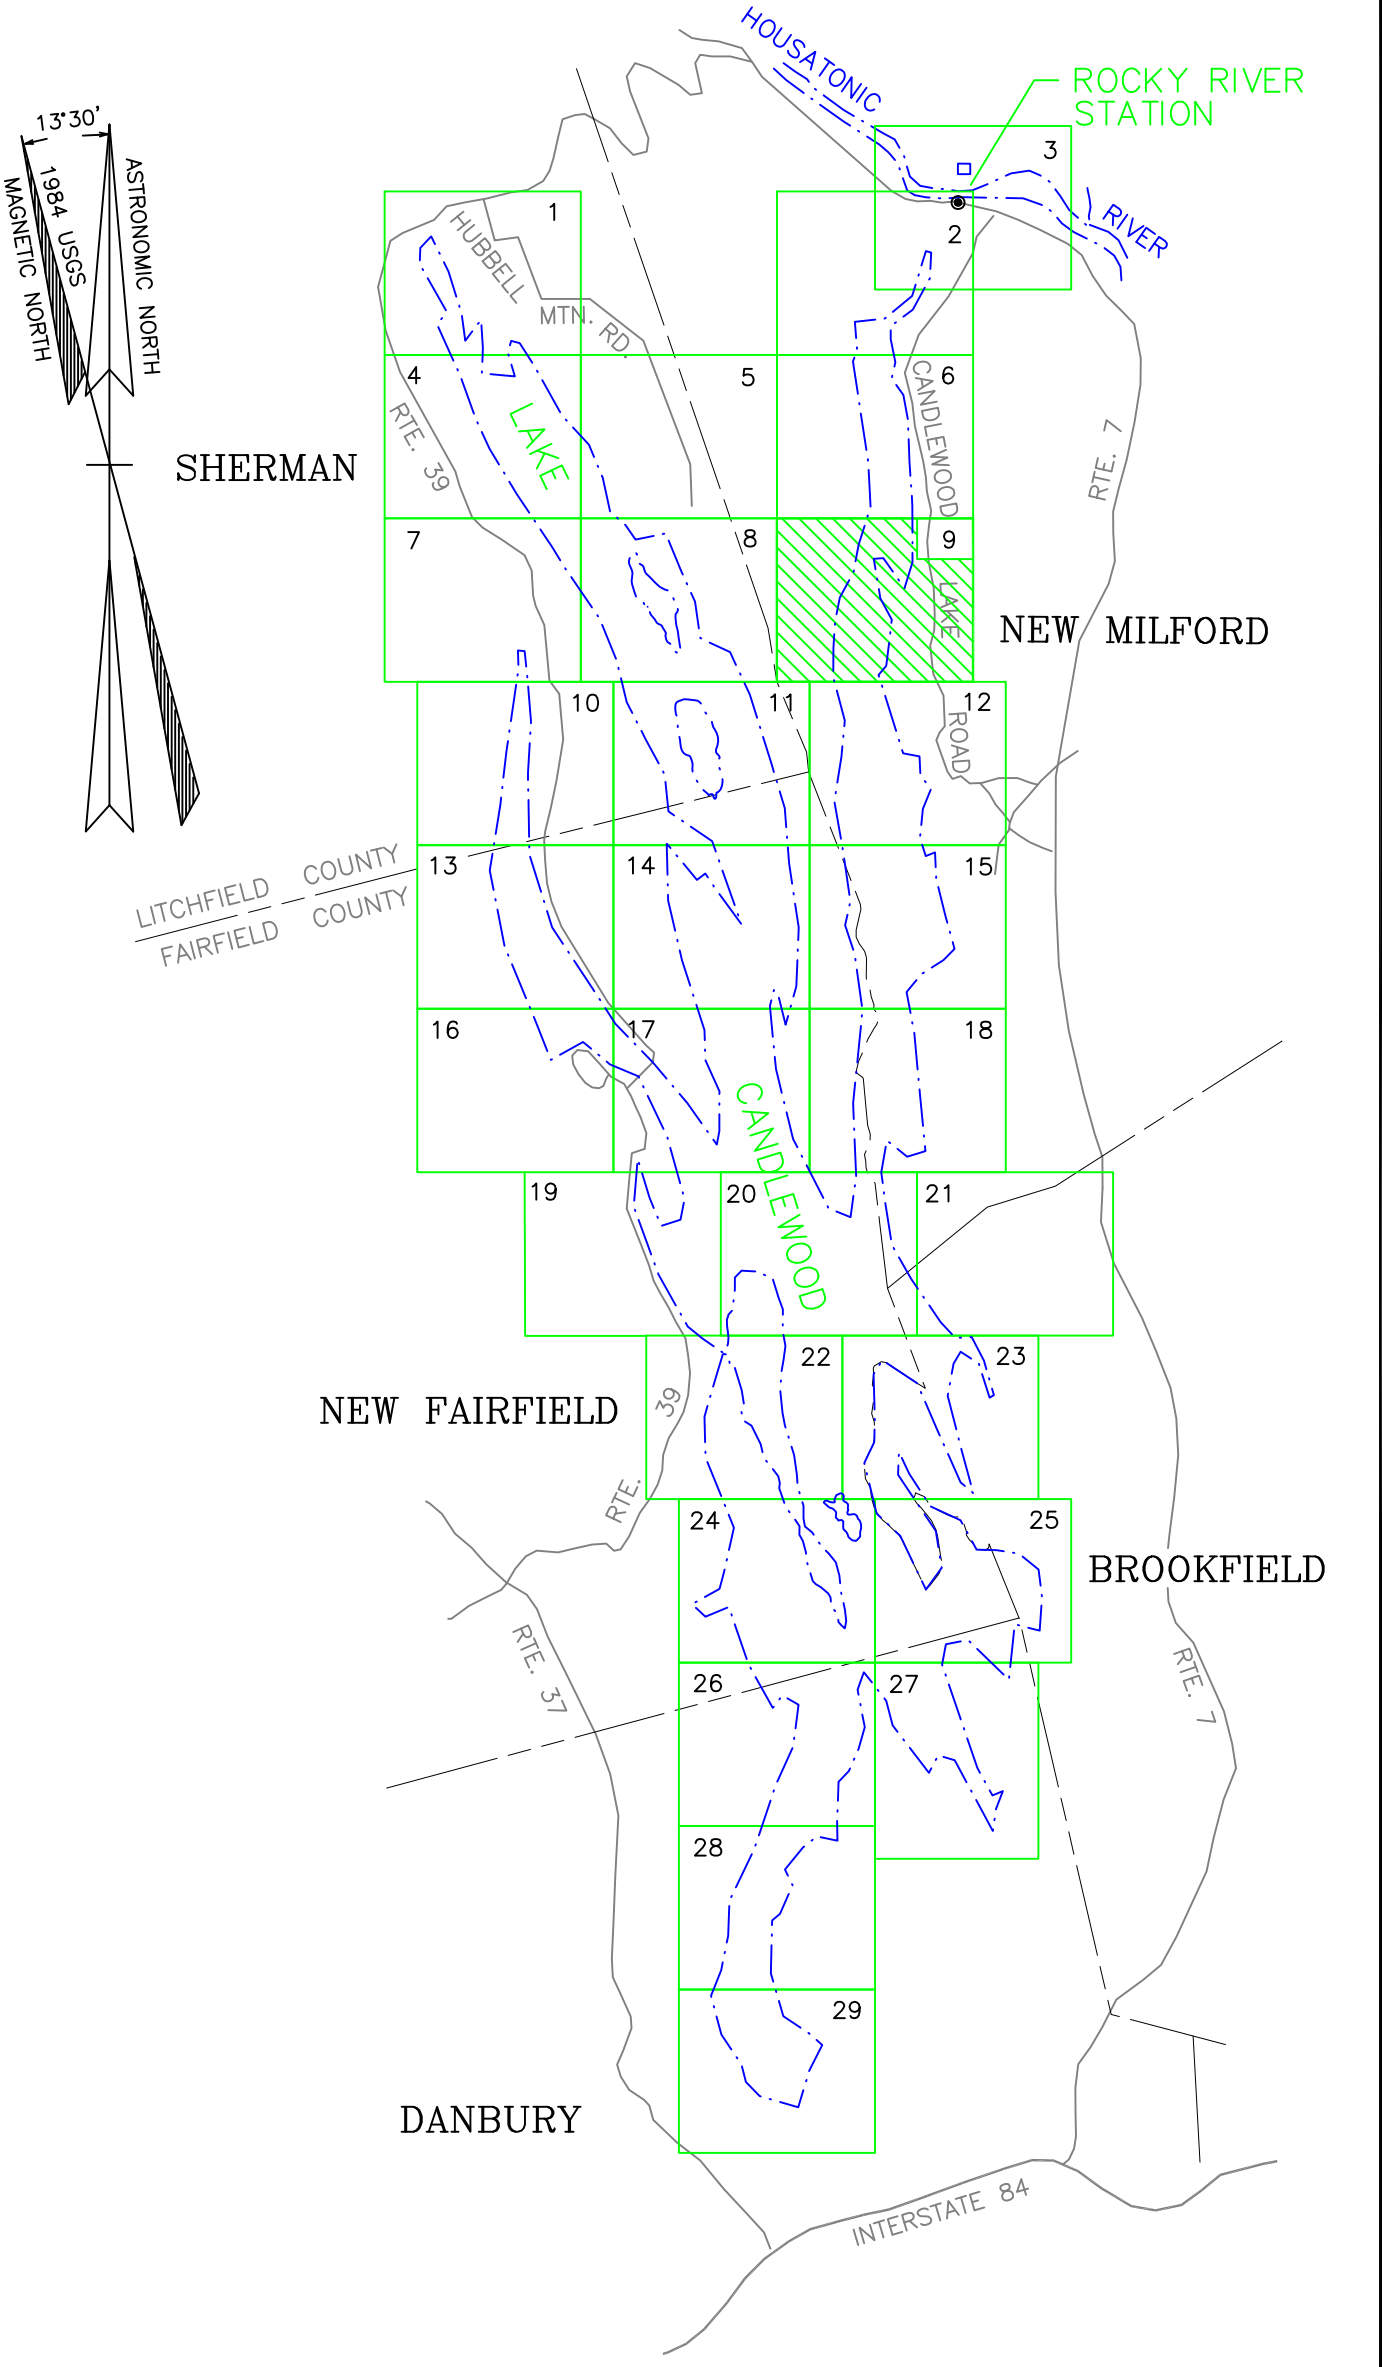 HOUSATONIC
RIVER
ROCKY RIVER
STATION
13°30'
ASTRONOMIC NORTH
1984 USGS
MAGNETIC NORTH
3
1
2
HUBBELL
MTN. RD.
4
5
6
RTE. 39
LAKE
CANDLEWOOD
RTE. 7
SHERMAN
7
8
9
LAKE
NEW MILFORD
10
11
12
ROAD
LITCHFIELD COUNTY
FAIRFIELD COUNTY
13
14
15
16
17
18
CANDLEWOOD
19
20
21
22
23
NEW FAIRFIELD
RTE. 39
24
25
BROOKFIELD
RTE. 37
RTE. 7
26
27
28
29
DANBURY
INTERSTATE 84